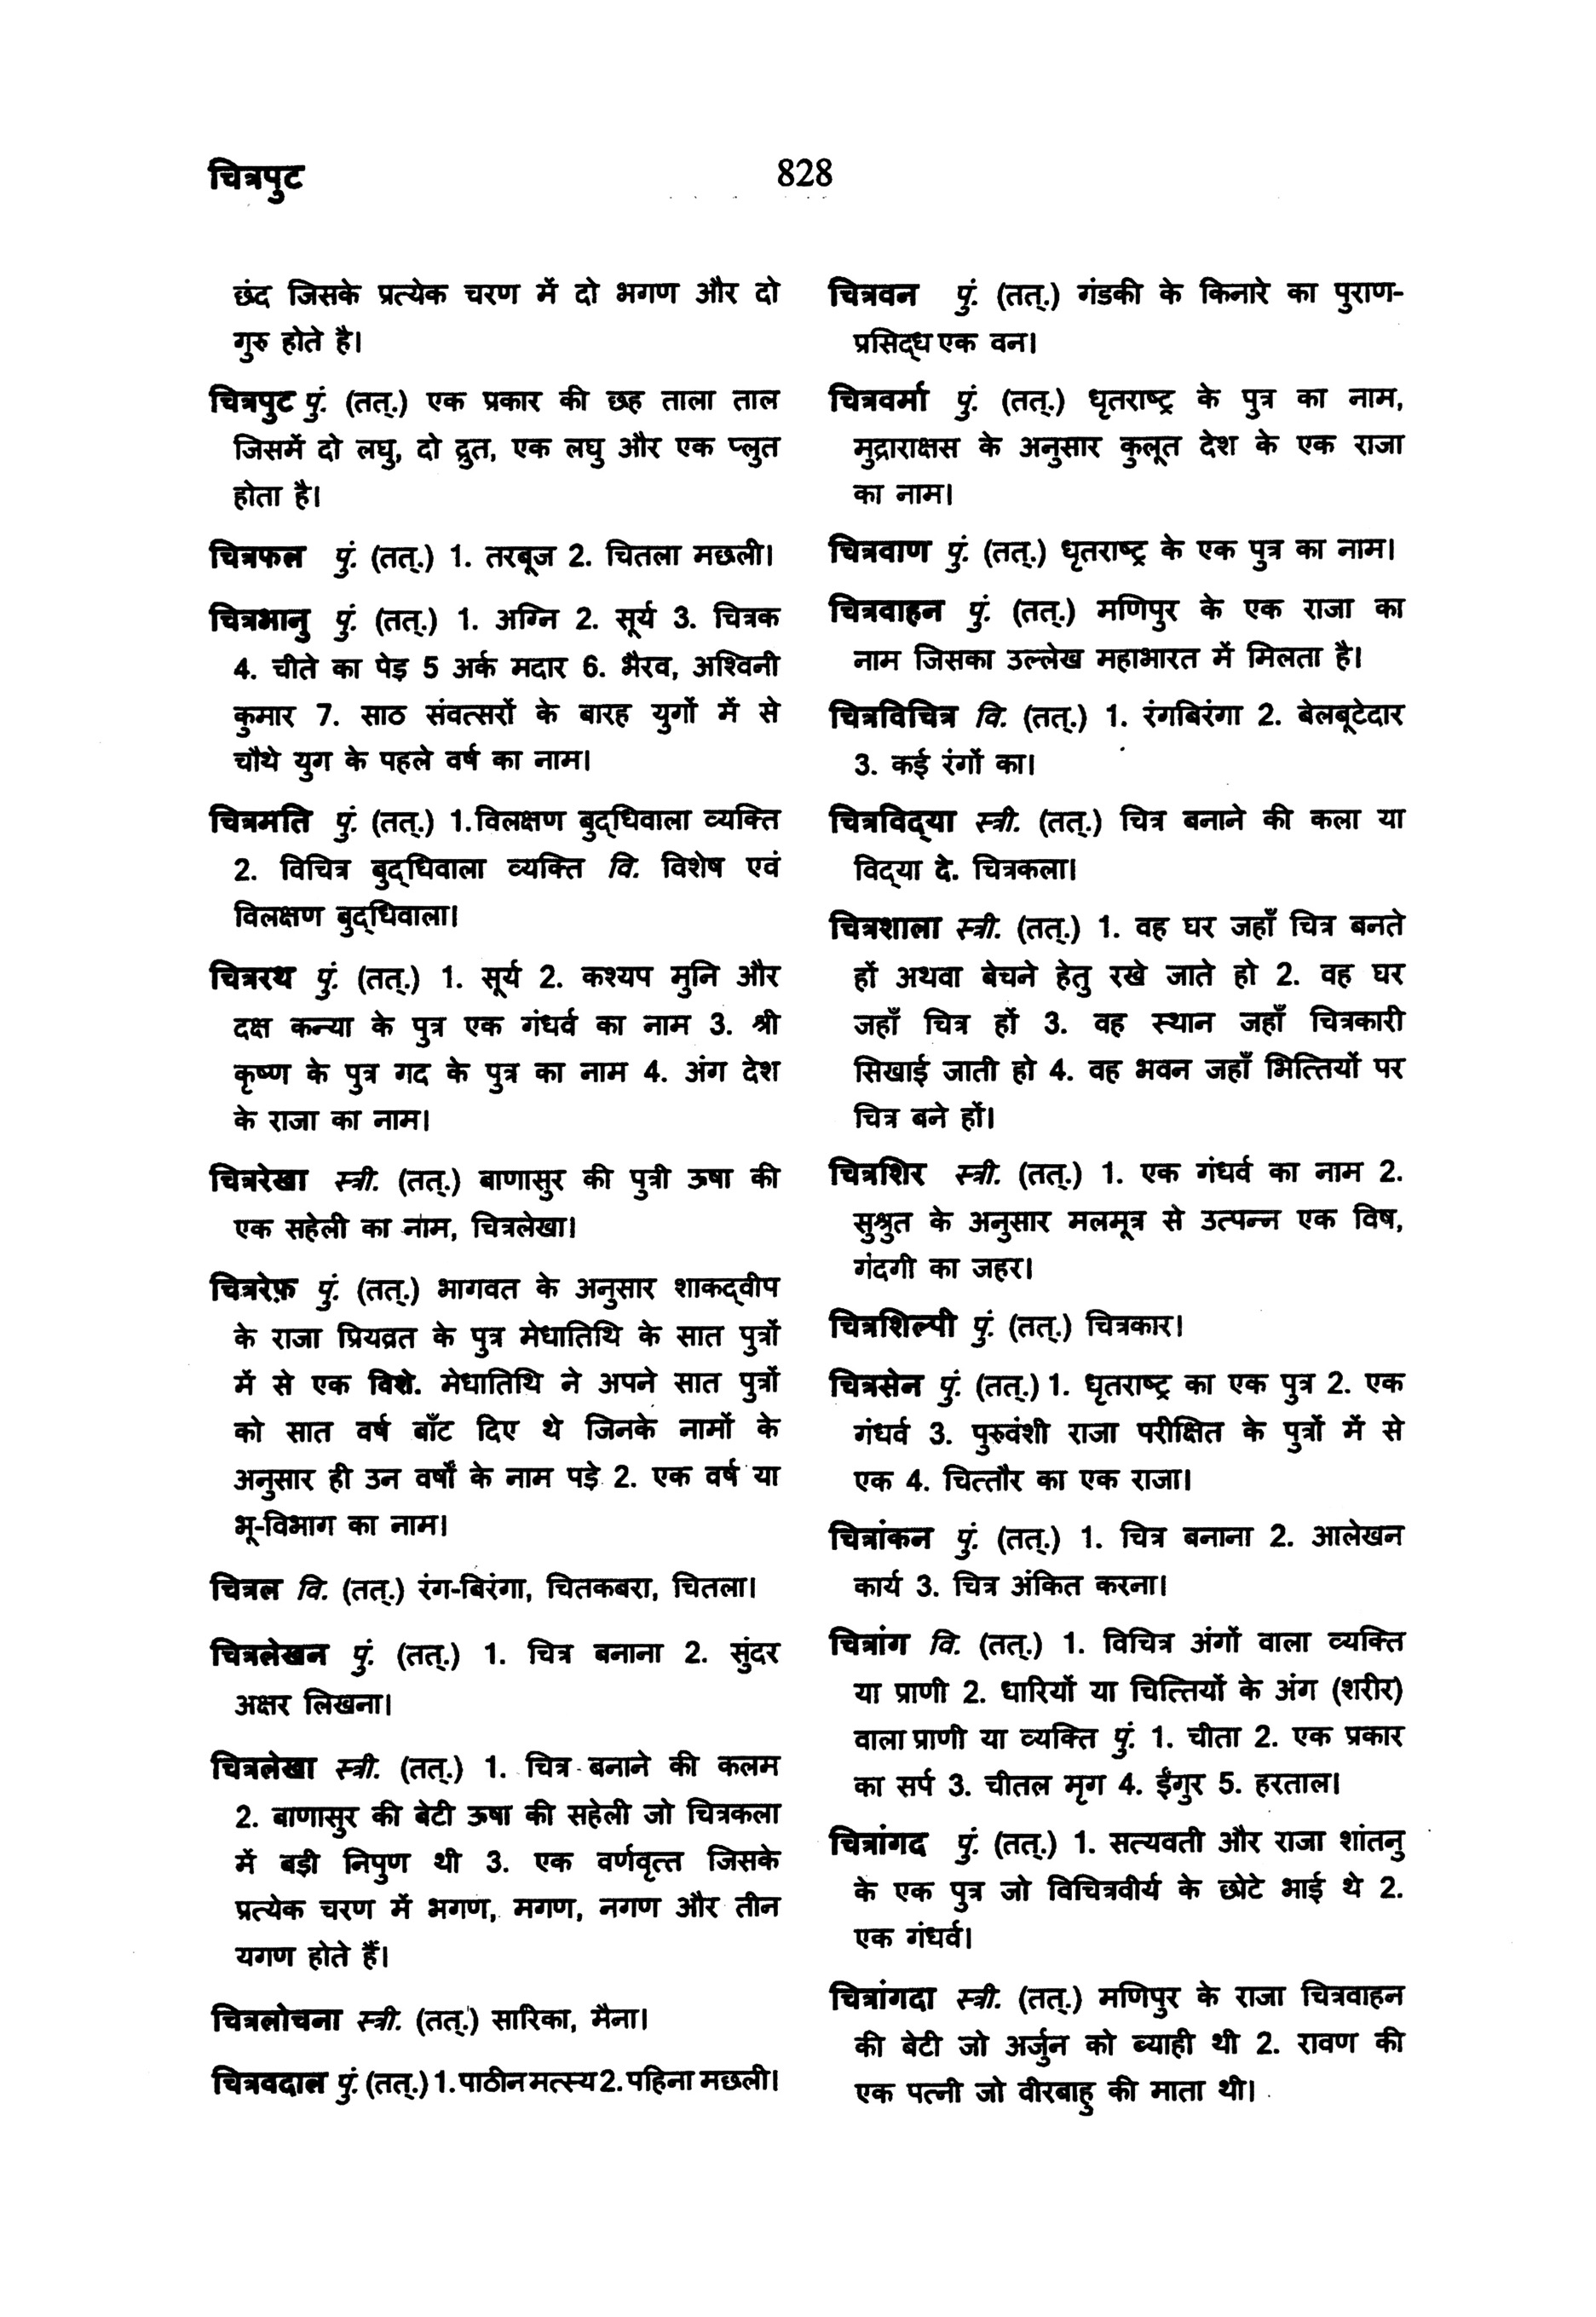 चित्रपुट
828
छंद जिसके प्रत्येक चरण में दो भगण और दो
गुरु होते है।
चित्रपुट पुं. (तत्.) एक प्रकार की छह ताला ताल
जिसमें दो लघु, दो द्रुत, एक लघु और एक प्लुत
होता है।
चित्रफल पुं. (तत्.) 1. तरबूज 2. चितला मछली।
चित्रभानु पुं. (तत्.) 1. अग्नि 2. सूर्य 3. चित्रक
4. चीते का पेड़ 5 अर्क मदार 6. भैरव, अश्विनी
कुमार 7. साठ संवत्सरों के बारह युगों में से
चौथे युग के पहले वर्ष का नाम।
चित्रमति पुं. (तत्.) 1.विलक्षण बुद्‌धिवाला व्यक्ति
2. विचित्र बुद्‌धिवाला व्यक्ति वि. विशेष एवं
विलक्षण बुद्‌धिवाला।
चित्ररथ पुं. (तत्.) 1. सूर्य 2. कश्यप मुनि और
दक्ष कन्या के पुत्र एक गंधर्व का नाम 3. श्री
कृष्ण के पुत्र गद के पुत्र का नाम 4. अंग देश
के राजा का नाम।
चित्ररेखा स्त्री. (तत्.) बाणासुर की पुत्री ऊषा की
एक सहेली का नाम, चित्रलेखा।
चित्ररेफ़ पुं. (तत्.) भागवत के अनुसार शाकद्‌वीप
के राजा प्रियव्रत के पुत्र मेधातिथि के सात पुत्रों
में से एक विशे. मेधातिथि ने अपने सात पुत्रों
को सात वर्ष बाँट दिए थे जिनके नामों के
अनुसार ही उन वर्षों के नाम पड़े 2. एक वर्ष या
भू-विभाग का नाम।
चित्रल वि. (तत्.) रंग-बिरंगा, चितकबरा, चितला।
चित्रलेखन पुं. (तत्.) 1. चित्र बनाना 2. सुंदर
अक्षर लिखना।
चित्रलेखा स्त्री. (तत्.) 1. चित्र बनाने की कलम
2. बाणासुर की बेटी ऊषा की सहेली जो चित्रकला
में बड़ी निपुण थी 3. एक वर्णवृत्त जिसके
प्रत्येक चरण में भगण, मगण, नगण और तीन
यगण होते हैं।
चित्रलोचना स्त्री. (तत्.) सारिका, मैना।
चित्रवदाल पुं. (तत्.) 1.पाठीन मत्स्य 2. पहिना मछली।
चित्रवन पुं. (तत्.) गंडकी के किनारे का पुराण-
प्रसिद्‌ध एक वन।
चित्रवर्मा पुं. (तत्.) धृतराष्ट्र के पुत्र का नाम,
मुद्राराक्षस के अनुसार कुलूत देश के एक राजा
का नाम।
चित्रवाण पुं. (तत्.) धृतराष्ट्र के एक पुत्र का नाम।
चित्रवाहन पुं. (तत्.) मणिपुर के एक राजा का
नाम जिसका उल्लेख महाभारत में मिलता है।
चित्रविचित्र वि. (तत्.) 1. रंगबिरंगा 2. बेलबूटेदार
3. कई रंगों का।
चित्रविद्‌या स्त्री. (तत्.) चित्र बनाने की कला या
विद्‌या दे. चित्रकला।
चित्रशाला स्त्री. (तत्.) 1. वह घर जहाँ चित्र बनते
हों अथवा बेचने हेतु रखे जाते हो 2. वह घर
जहाँ चित्र हों 3. वह स्थान जहाँ चित्रकारी
सिखाई जाती हो 4. वह भवन जहाँ भित्तियों पर
चित्र बने हों।
चित्रशिर स्त्री. (तत्.) 1. एक गंधर्व का नाम 2.
सुश्रुत के अनुसार मलमूत्र से उत्पन्न एक विष,
गंदगी का जहर।
चित्रशिल्पी पुं. (तत्.) चित्रकार।
चित्रसेन पुं. (तत्.) 1. धृतराष्ट्र का एक पुत्र 2. एक
गंधर्व 3. पुरुवंशी राजा परीक्षित के पुत्रों में से
एक 4. चित्तौर का एक राजा।
चित्रांकन पुं. (तत्.) 1. चित्र बनाना 2. आलेखन
कार्य 3. चित्र अंकित करना।
चित्रांग वि. (तत्.) 1. विचित्र अंगों वाला व्यक्ति
या प्राणी 2. धारियों या चित्तियों के अंग (शरीर)
वाला प्राणी या व्यक्ति पुं. 1. चीता 2. एक प्रकार
का सर्प 3. चीतल मृग 4. ईंगुर 5. हरताल।
चित्रांगद पुं. (तत्.) 1. सत्यवती और राजा शांतनु
के एक पुत्र जो विचित्रवीर्य के छोटे भाई थे 2.
एक गंधर्व।
चित्रांगदा स्त्री. (तत्.) मणिपुर के राजा चित्रवाहन
की बेटी जो अर्जुन को ब्याही थी 2. रावण की
एक पत्नी जो वीरबाहु की माता थी।